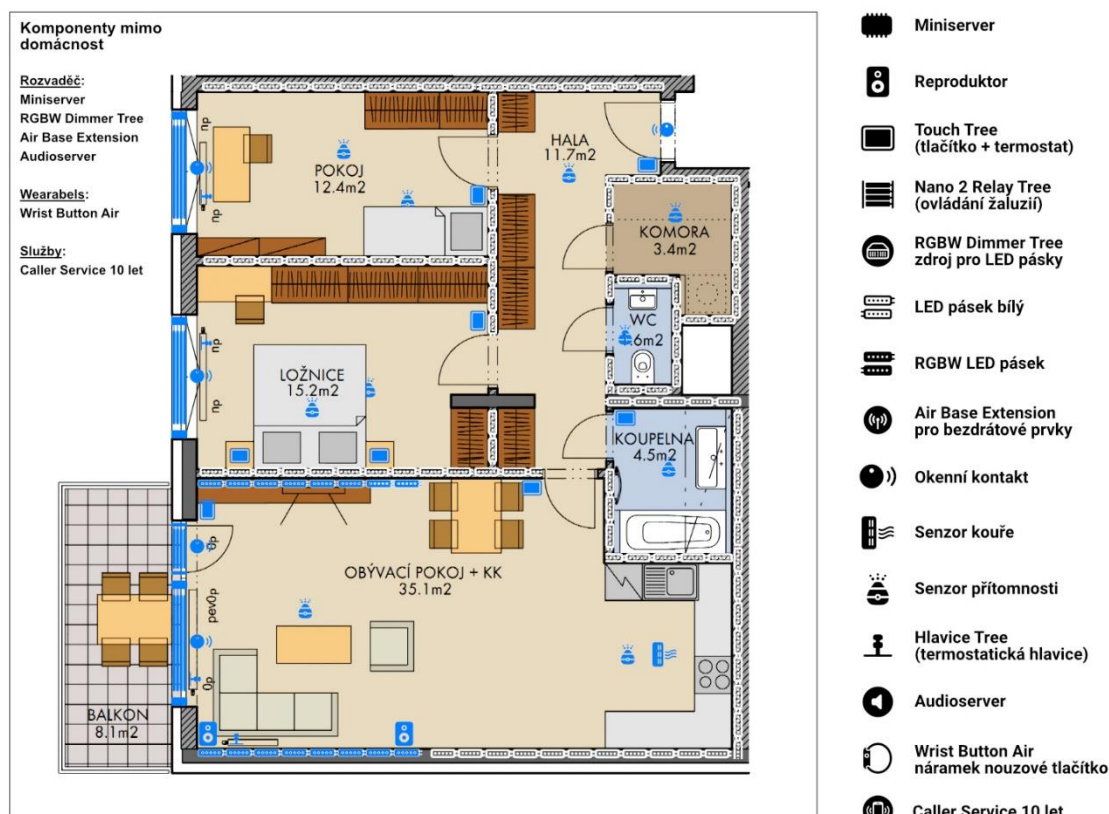 Komponenty mimo
domácnost
Rozvaděč:
Miniserver
RGBW Dimmer Tree
Air Base Extension
Audioserver
Wearabels:
Wrist Button Air
Služby:
Caller Service 10 let
POKOJ
12.4m2
HALA
11.7m2
KOMORA
3.4m2
WC
.6m2
LOŽNICE
15.2m2
KOUPELNA
4.5m2
OBÝVACÍ POKOJ + KK
35.1m2
BALKON
8.1m2
Miniserver
Reproduktor
Touch Tree
(tlačítko + termostat)
Nano 2 Relay Tree
(ovládání žaluzií)
RGBW Dimmer Tree
zdroj pro LED pásky
LED pásek bílý
RGBW LED pásek
Air Base Extension
pro bezdrátové prvky
Okenní kontakt
Senzor kouře
Senzor přítomnosti
Hlavice Tree
(termostatická hlavice)
Audioserver
Wrist Button Air
náramek nouzové tlačítko
Caller Service 10 let